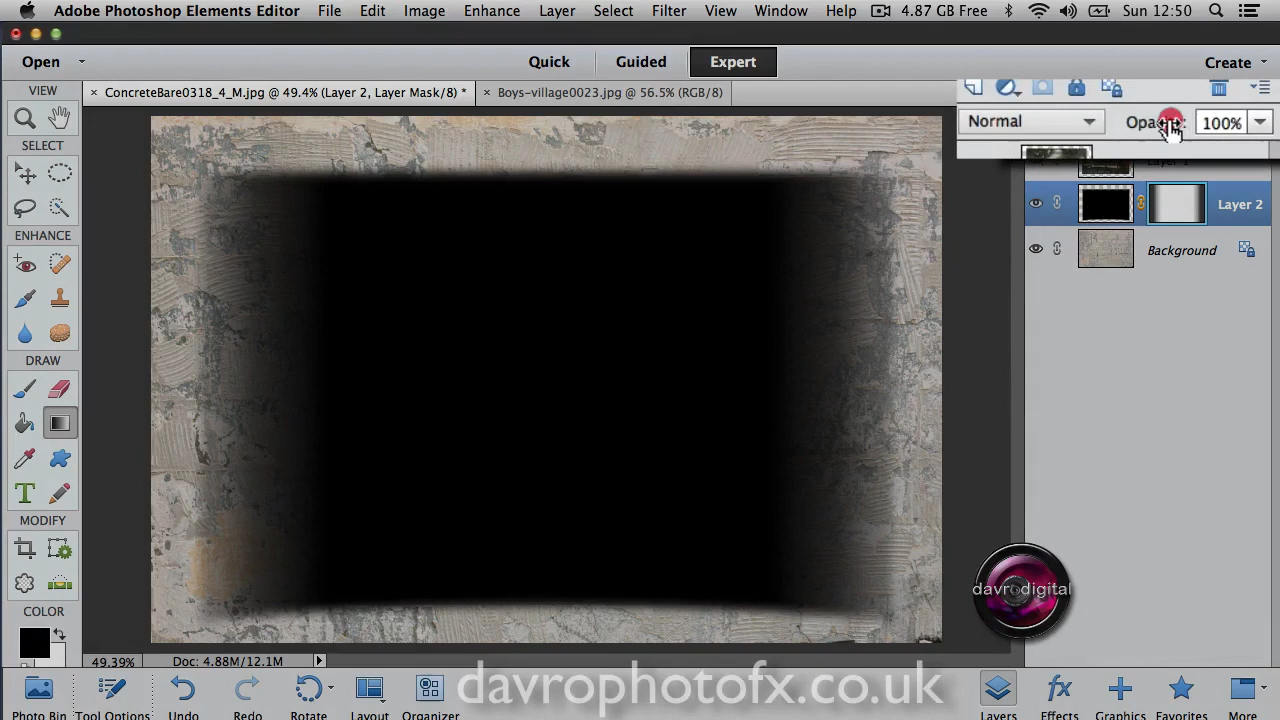 Adobe Photoshop Elements Editor File Edit Image Enhance Layer Select Filter View Window Help 4.87 GB Free Sun 12:50
Open Quick Guided Expert Create
VIEW × ConcreteBare0318_4_M.jpg @ 49.4% (Layer 2, Layer Mask/8) * × Boys-village0023.jpg @ 56.5% (RGB/8)
Normal 100%
SELECT
Layer 1
Layer 2
ENHANCE
Background
DRAW
T
MODIFY
davrodigital
COLOR
49.39% Doc: 4.88M/12.1M
davrophotofx.co.uk
Photo Bin Tool Options Undo Redo Rotate Layout Organizer Layers Effects Graphics Favorites More